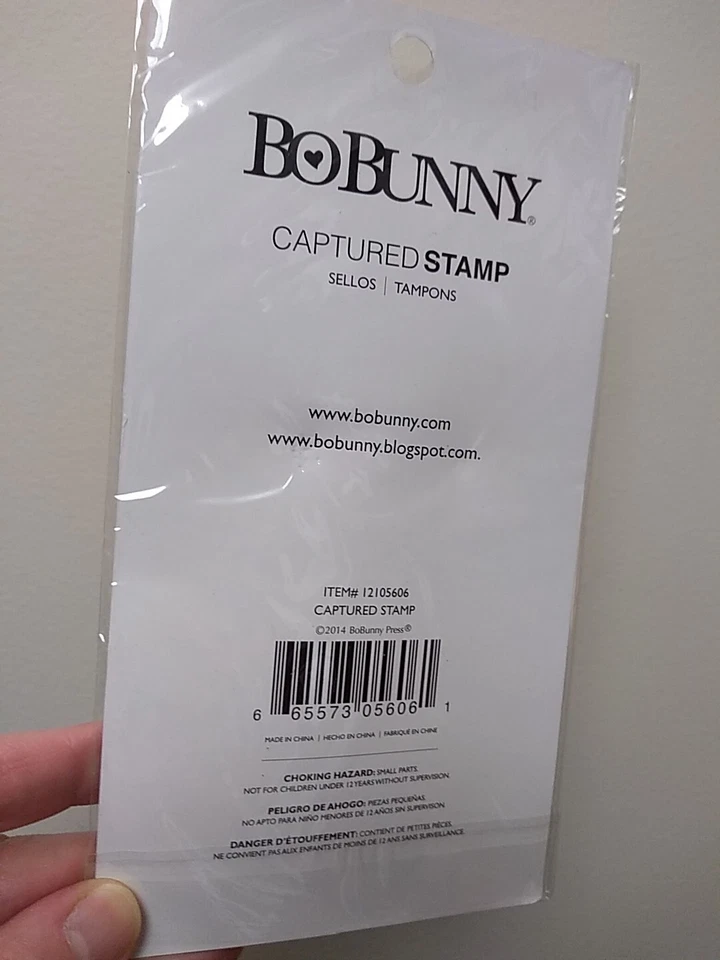 BOBUNNY®
CAPTURED STAMP
SELLOS | TAMPONS
www.bobunny.com
www.bobunny.blogspot.com.
ITEM# 12105606
CAPTURED STAMP
©2014 BoBunny Press®
6 65573 05606 1
MADE IN CHINA | HECHO EN CHINA | FABRIQUÉ EN CHINE
CHOKING HAZARD: SMALL PARTS.
NOT FOR CHILDREN UNDER 12 YEARS WITHOUT SUPERVISION.
PELIGRO DE AHOGO: PIEZAS PEQUEÑAS.
NO APTO PARA NIÑO MENORES DE 12 AÑOS SIN SUPERVISION
DANGER D'ÉTOUFFEMENT: CONTIENT DE PETITES PIÈCES.
NE CONVIENT PAS AUX ENFANTS DE MOINS DE 12 ANS SANS SURVEILLANCE.